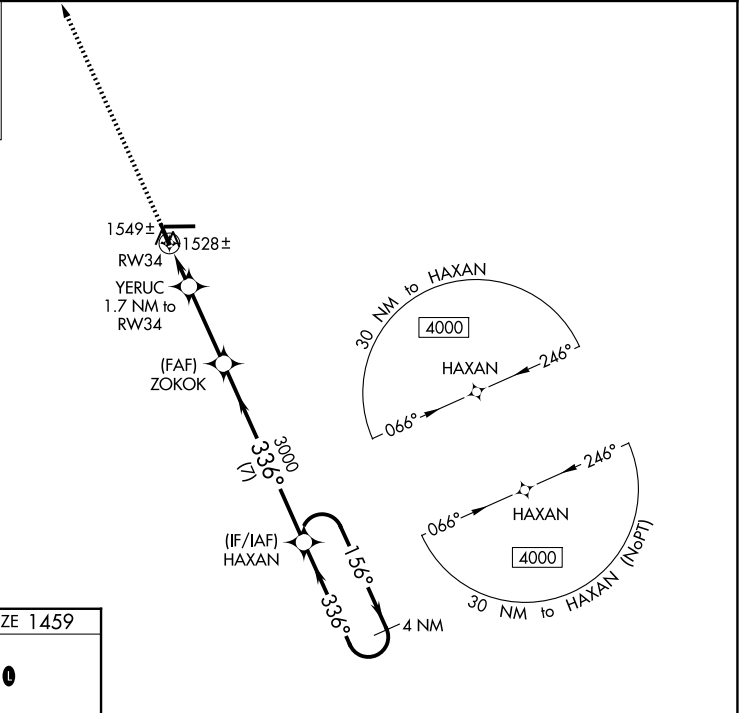 1549±
1528±
RW34
YERUC
1.7 NM to
RW34
(FAF)
ZOKOK
3000
336°
(7)
(IF/IAF)
HAXAN
156°
336°
4 NM
30 NM to HAXAN
4000
HAXAN
246°
066°
246°
066°
HAXAN
4000
30 NM to HAXAN (NoPT)
ZE 1459
L